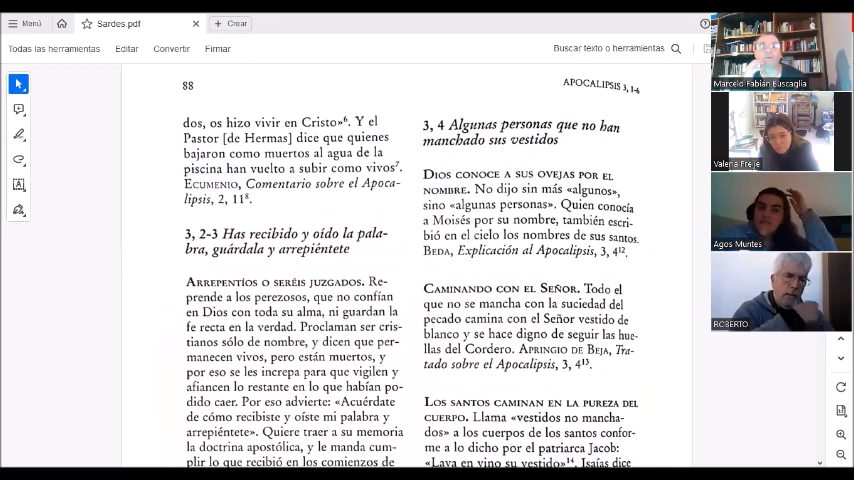 Menú
Sardes.pdf
Crear
Todas las herramientas
Editar
Convertir
Firmar
Buscar texto o herramientas
88
APOCALIPSIS 3, 1-6
dos, os hizo vivir en Cristo»⁶. Y el
Pastor [de Hermas] dice que quienes
bajaron como muertos al agua de la
piscina han vuelto a subir como vivos⁷.
ECUMENIO, Comentario sobre el Apoca-
lipsis, 2, 11⁸.
3, 2-3 Has recibido y oído la pala-
bra, guárdala y arrepiéntete
ARREPENTÍOS O SERÉIS JUZGADOS. Re-
prende a los perezosos, que no confían
en Dios con toda su alma, ni guardan la
fe recta en la verdad. Proclaman ser cris-
tianos sólo de nombre, y dicen que per-
manecen vivos, pero están muertos, y
por eso se les increpa para que vigilen y
afiancen lo restante en lo que habían po-
dido caer. Por eso advierte: «Acuérdate
de cómo recibiste y oíste mi palabra y
arrepiéntete». Quiere traer a su memoria
la doctrina apostólica, y le manda cum-
plir lo que recibió en los comienzos de
3, 4 Algunas personas que no han
manchado sus vestidos
DIOS CONOCE A SUS OVEJAS POR EL
NOMBRE. No dijo sin más «algunos»,
sino «algunas personas». Quien conocía
a Moisés por su nombre, también escri-
bió en el cielo los nombres de sus santos.
BEDA, Explicación al Apocalipsis, 3, 4¹².
CAMINANDO CON EL SEÑOR. Todo el
que no se mancha con la suciedad del
pecado camina con el Señor vestido de
blanco y se hace digno de seguir las hue-
llas del Cordero. APRINGIO DE BEJA, Tra-
tado sobre el Apocalipsis, 3, 4¹³.
LOS SANTOS CAMINAN EN LA PUREZA DEL
CUERPO. Llama «vestidos no mancha-
dos» a los cuerpos de los santos confor-
me a lo dicho por el patriarca Jacob:
«Lava en vino su vestido»¹⁴. Isaías dice
Marcelo Fabián Buscaglia
Valeria Freije
Agos Muntes
ROBERTO